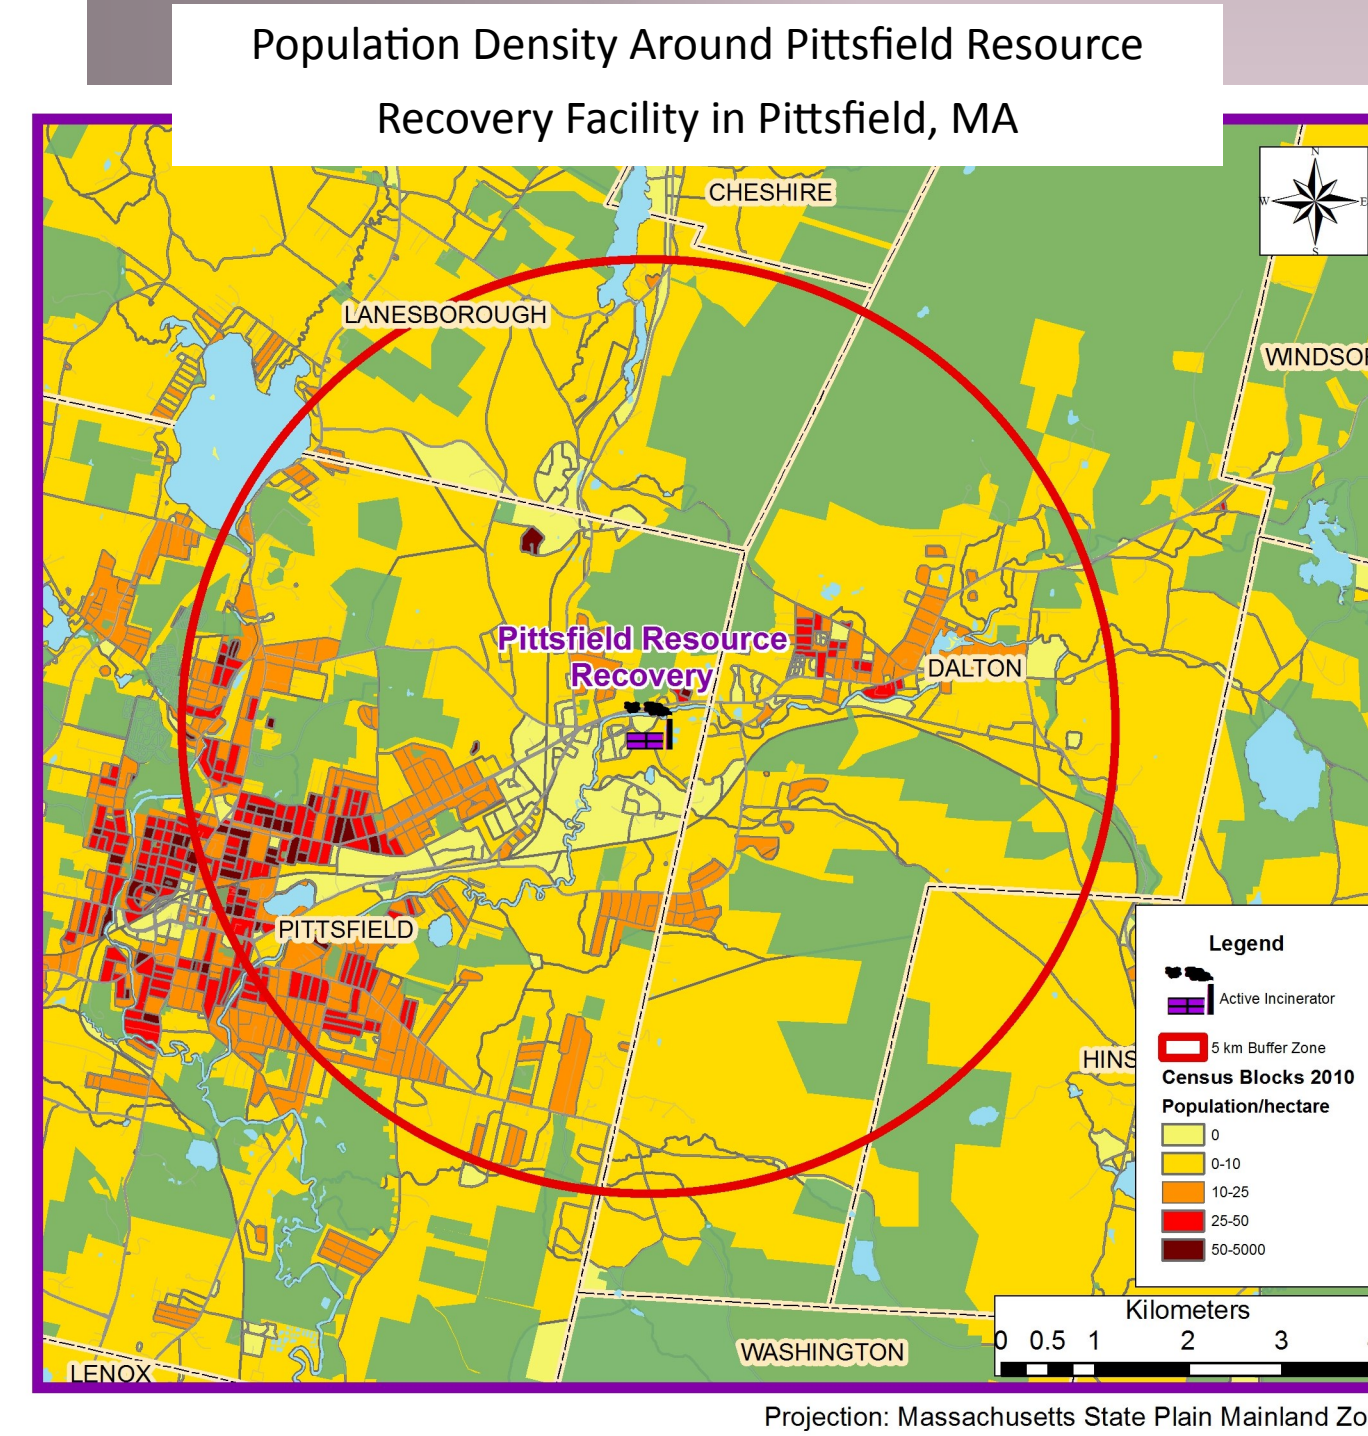 Population Density Around Pittsfield Resource
Recovery Facility in Pittsfield, MA
N
W
E
S
CHESHIRE
LANESBOROUGH
WINDSOR
Pittsfield Resource
Recovery
DALTON
PITTSFIELD
Legend
Active Incinerator
5 km Buffer Zone
HINS
Census Blocks 2010
Population/hectare
0
0-10
10-25
25-50
50-5000
Kilometers
0 0.5 1 2 3
WASHINGTON
LENOX
Projection: Massachusetts State Plain Mainland Zo